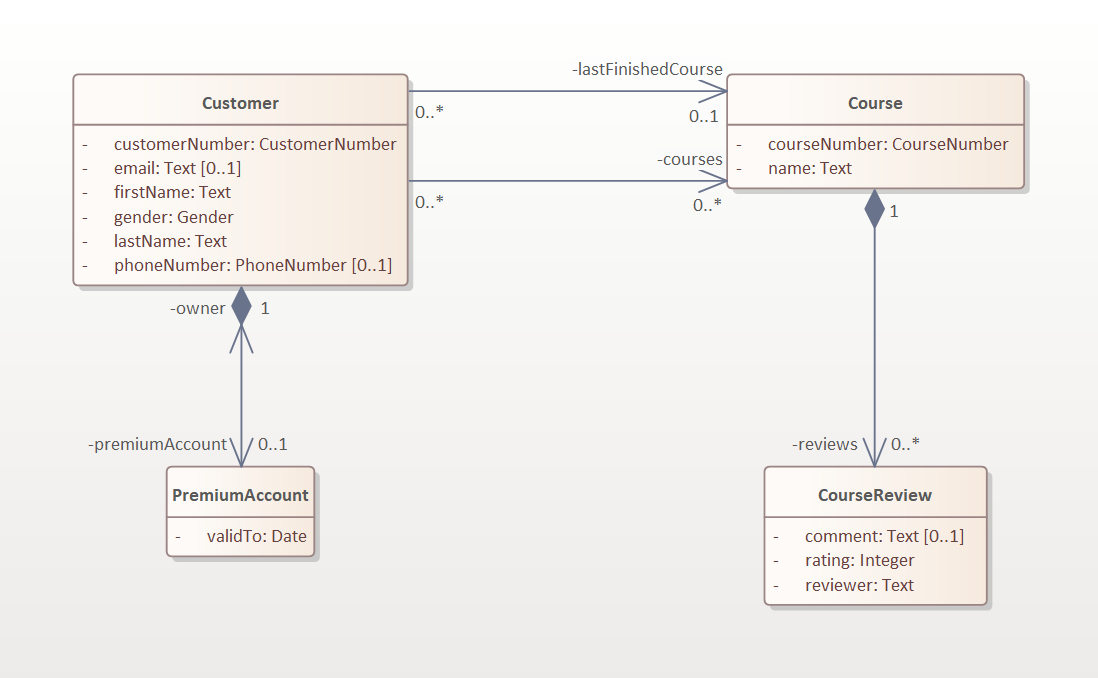 -lastFinishedCourse
Customer
0..*
0..1
Course
- customerNumber: CustomerNumber
- email: Text [0..1]
- firstName: Text
- gender: Gender
- lastName: Text
- phoneNumber: PhoneNumber [0..1]
-courses
0..*
0..*
- courseNumber: CourseNumber
- name: Text
-owner
1
1
-premiumAccount
0..1
-reviews
0..*
PremiumAccount
- validTo: Date
CourseReview
- comment: Text [0..1]
- rating: Integer
- reviewer: Text